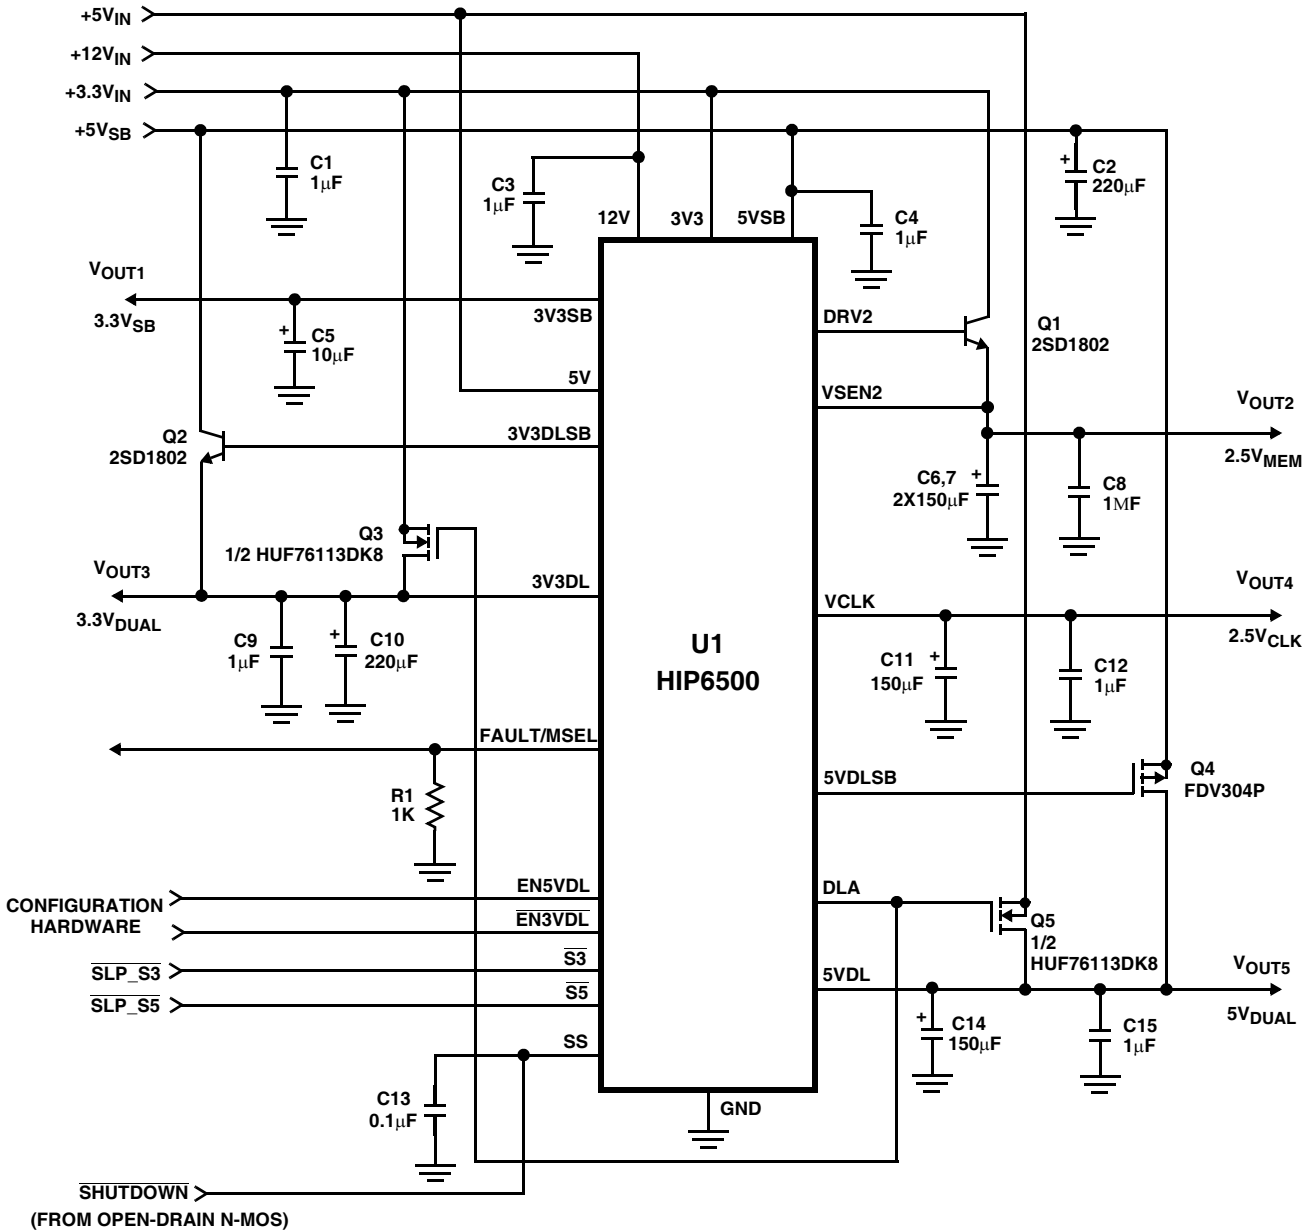 +5VIN
+12VIN
+3.3VIN
+5VSB
C1
1μF
C3
1μF
C2
220μF
12V
3V3
5VSB
C4
1μF
VOUT1
3.3VSB
3V3SB
C5
10μF
DRV2
Q1
2SD1802
5V
VSEN2
VOUT2
2.5VMEM
Q2
2SD1802
3V3DLSB
C6,7
2X150μF
C8
1MF
Q3
1/2 HUF76113DK8
VOUT3
3.3VDUAL
3V3DL
VCLK
VOUT4
2.5VCLK
C9
1μF
C10
220μF
U1
HIP6500
C11
150μF
C12
1μF
FAULT/MSEL
R1
1K
5VDLSB
Q4
FDV304P
CONFIGURATION
HARDWARE
EN5VDL
EN3VDL
DLA
Q5
1/2
HUF76113DK8
SLP_S3
S3
SLP_S5
S5
5VDL
VOUT5
5VDUAL
SS
C14
150μF
C15
1μF
C13
0.1μF
GND
SHUTDOWN
(FROM OPEN-DRAIN N-MOS)